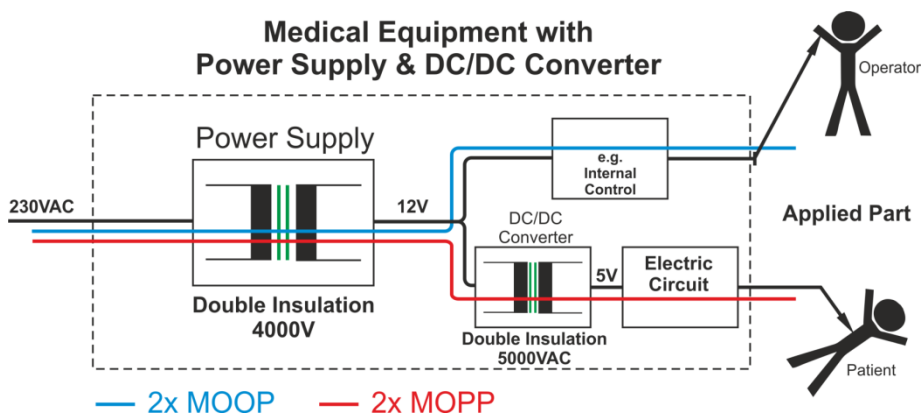 Medical Equipment with
Power Supply & DC/DC Converter
Operator
Power Supply
e.g.
Internal
Control
230VAC
12V
Applied Part
DC/DC
Converter
5V
Electric
Circuit
Double Insulation
4000V
Double Insulation
5000VAC
Patient
2x MOOP
2x MOPP